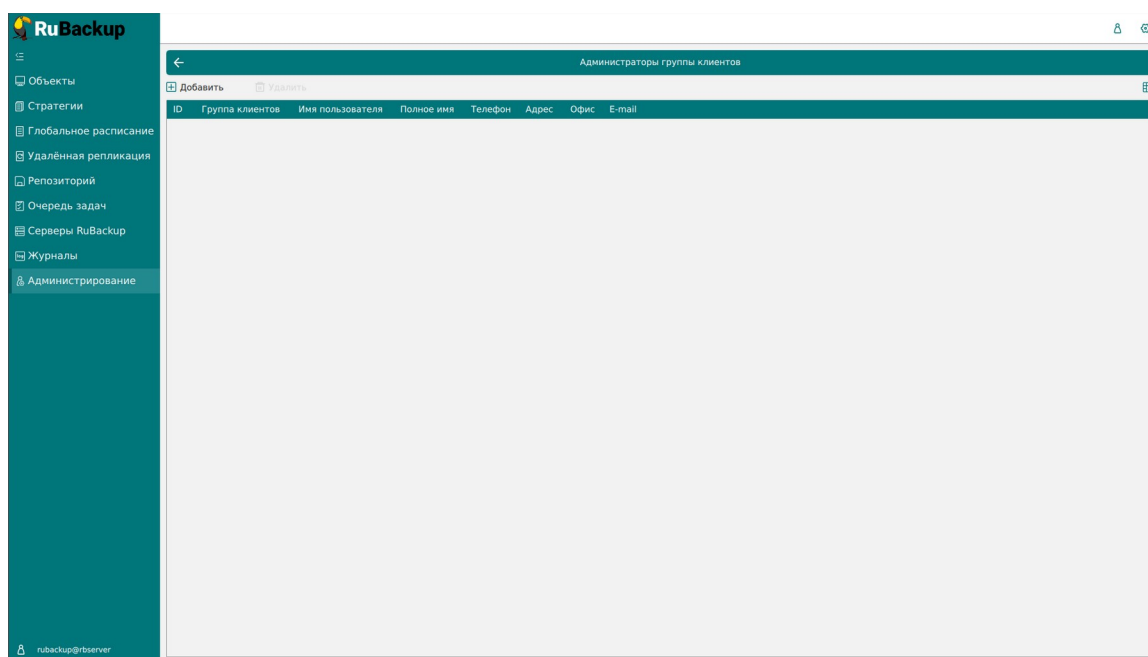 RuBackup
Администраторы группы клиентов
Добавить Удалить
ID Группа клиентов Имя пользователя Полное имя Телефон Адрес Офис E-mail
Объекты
Стратегии
Глобальное расписание
Удалённая репликация
Репозиторий
Очередь задач
Серверы RuBackup
Журналы
Администрирование
rubackup@rbserver